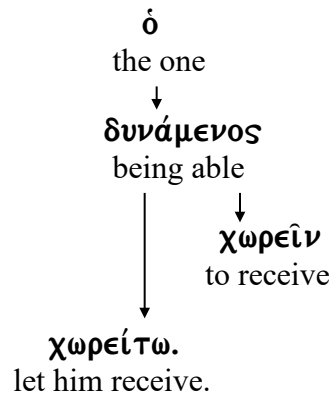 ὁ
the one
δυνάμενος
being able
χωρεῖν
to receive
χωρείτω.
let him receive.